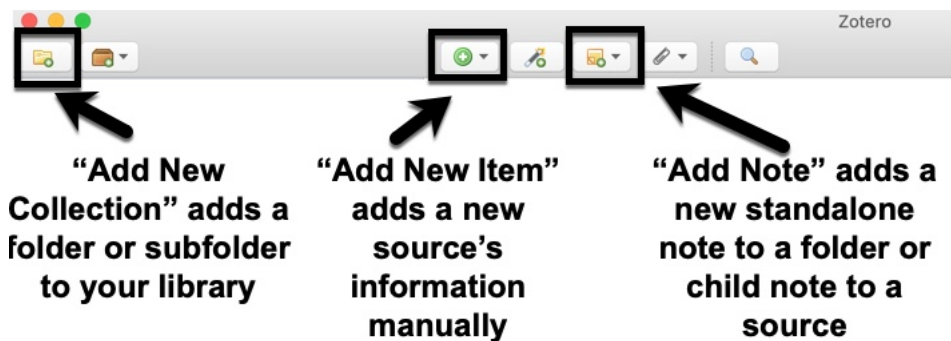 Zotero
“Add New
Collection” adds a
folder or subfolder
to your library
“Add New Item”
adds a new
source’s
information
manually
“Add Note” adds a
new standalone
note to a folder or
child note to a
source